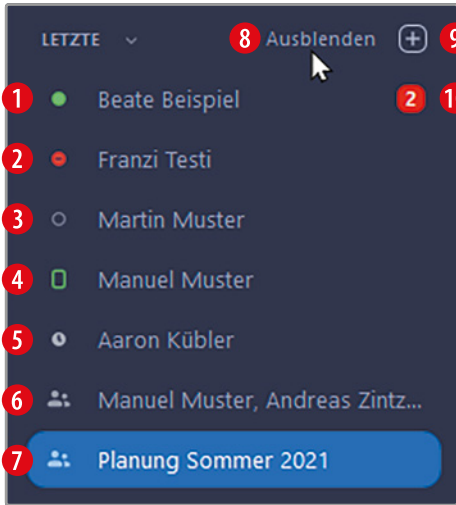 LETZTE 8 Ausblenden 9
1 Beate Beispiel 2
2 Franzi Testi
3 Martin Muster
4 Manuel Muster
5 Aaron Kübler
6 Manuel Muster, Andreas Zintz...
7 Planung Sommer 2021